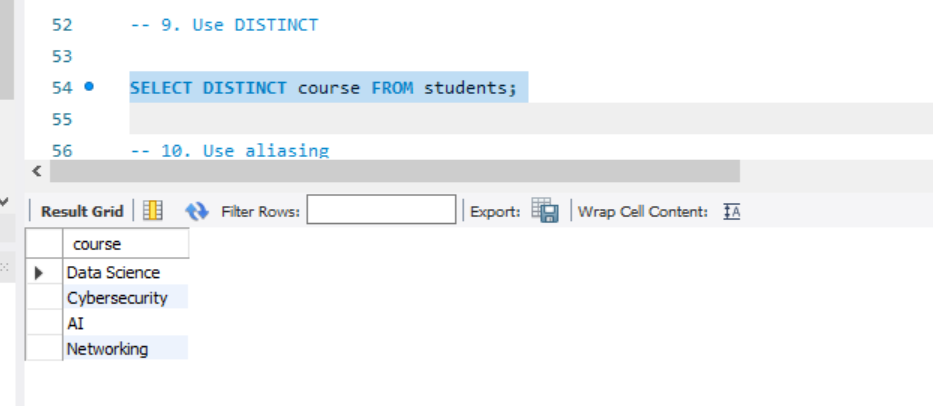 52 -- 9. Use DISTINCT
53
54 SELECT DISTINCT course FROM students;
55
56 -- 10. Use aliasing
Result Grid Filter Rows: Export: Wrap Cell Content: IA
course
Data Science
Cybersecurity
AI
Networking